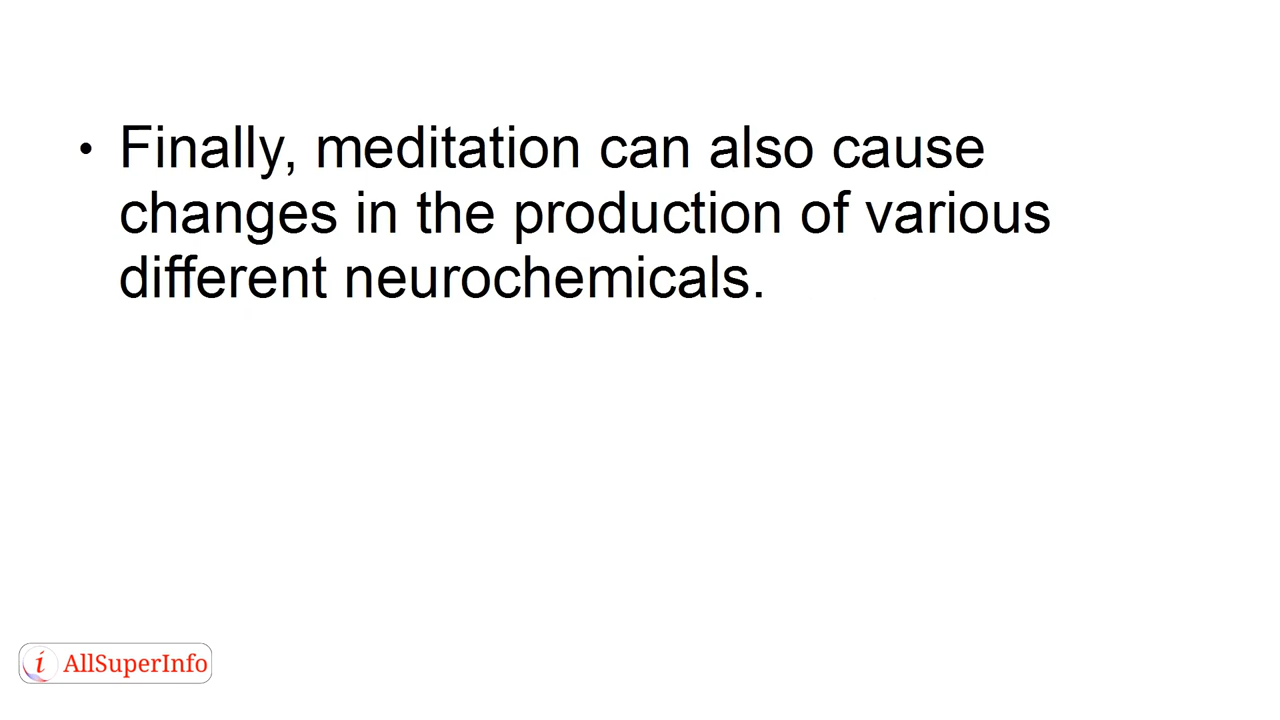 • Finally, meditation can also cause
changes in the production of various
different neurochemicals.
i AllSuperInfo